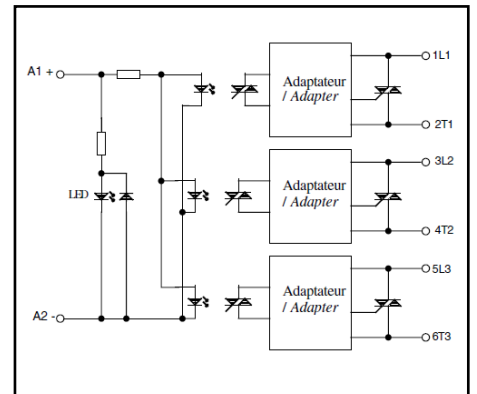 A1 +
LED
A2 -
Adaptateur
/ Adapter
1L1
2T1
Adaptateur
/ Adapter
3L2
4T2
Adaptateur
/ Adapter
5L3
6T3